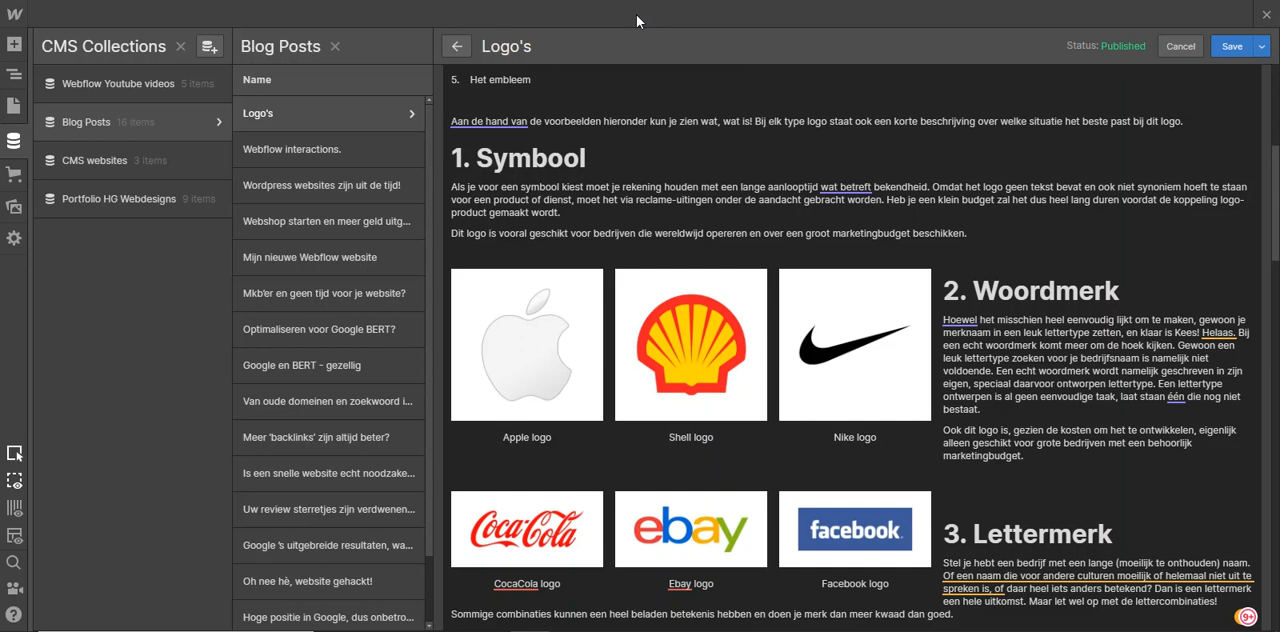 CMS Collections
Webflow Youtube videos 5 items
Blog Posts 16 items
CMS websites 3 items
Portfolio HG Webdesigns 9 items
Blog Posts
Name
Logo's
Webflow interactions.
Wordpress websites zijn uit de tijd!
Webshop starten en meer geld uitg...
Mijn nieuwe Webflow website
Mkb'er en geen tijd voor je website?
Optimaliseren voor Google BERT?
Google en BERT - gezellig
Van oude domeinen en zoekwoord i...
Meer 'backlinks' zijn altijd beter?
Is een snelle website echt noodzake...
Uw review sterretjes zijn verdwenen...
Google 's uitgebreide resultaten, wa...
Oh nee hè, website gehackt!
Hoge positie in Google, dus onbetro...
Logo's
Status: Published
Cancel
Save
5. Het embleem
Aan de hand van de voorbeelden hieronder kun je zien wat, wat is! Bij elk type logo staat ook een korte beschrijving over welke situatie het beste past bij dit logo.
1. Symbool
Als je voor een symbool kiest moet je rekening houden met een lange aanlooptijd wat betreft bekendheid. Omdat het logo geen tekst bevat en ook niet synoniem hoeft te staan
voor een product of dienst, moet het via reclame-uitingen onder de aandacht gebracht worden. Heb je een klein budget zal het dus heel lang duren voordat de koppeling logo-
product gemaakt wordt.
Dit logo is vooral geschikt voor bedrijven die wereldwijd opereren en over een groot marketingbudget beschikken.
Apple logo
Shell logo
Nike logo
2. Woordmerk
Hoewel het misschien heel eenvoudig lijkt om te maken, gewoon je
merknaam in een leuk lettertype zetten, en klaar is Kees! Helaas. Bij
een echt woordmerk komt meer om de hoek kijken. Gewoon een
leuk lettertype zoeken voor je bedrijfsnaam is namelijk niet
voldoende. Een echt woordmerk wordt namelijk geschreven in zijn
eigen, speciaal daarvoor ontworpen lettertype. Een lettertype
ontwerpen is al geen eenvoudige taak, laat staan één die nog niet
bestaat.
Ook dit logo is, gezien de kosten om het te ontwikkelen, eigenlijk
alleen geschikt voor grote bedrijven met een behoorlijk
marketingbudget.
Coca-Cola
ebay
facebook
CocaCola logo
Ebay logo
Facebook logo
3. Lettermerk
Stel je hebt een bedrijf met een lange (moeilijk te onthouden) naam.
Of een naam die voor andere culturen moeilijk of helemaal niet uit te
spreken is, of daar heel iets anders betekend? Dan is een lettermerk
een hele uitkomst. Maar let wel op met de lettercombinaties!
Sommige combinaties kunnen een heel beladen betekenis hebben en doen je merk dan meer kwaad dan goed.
9+